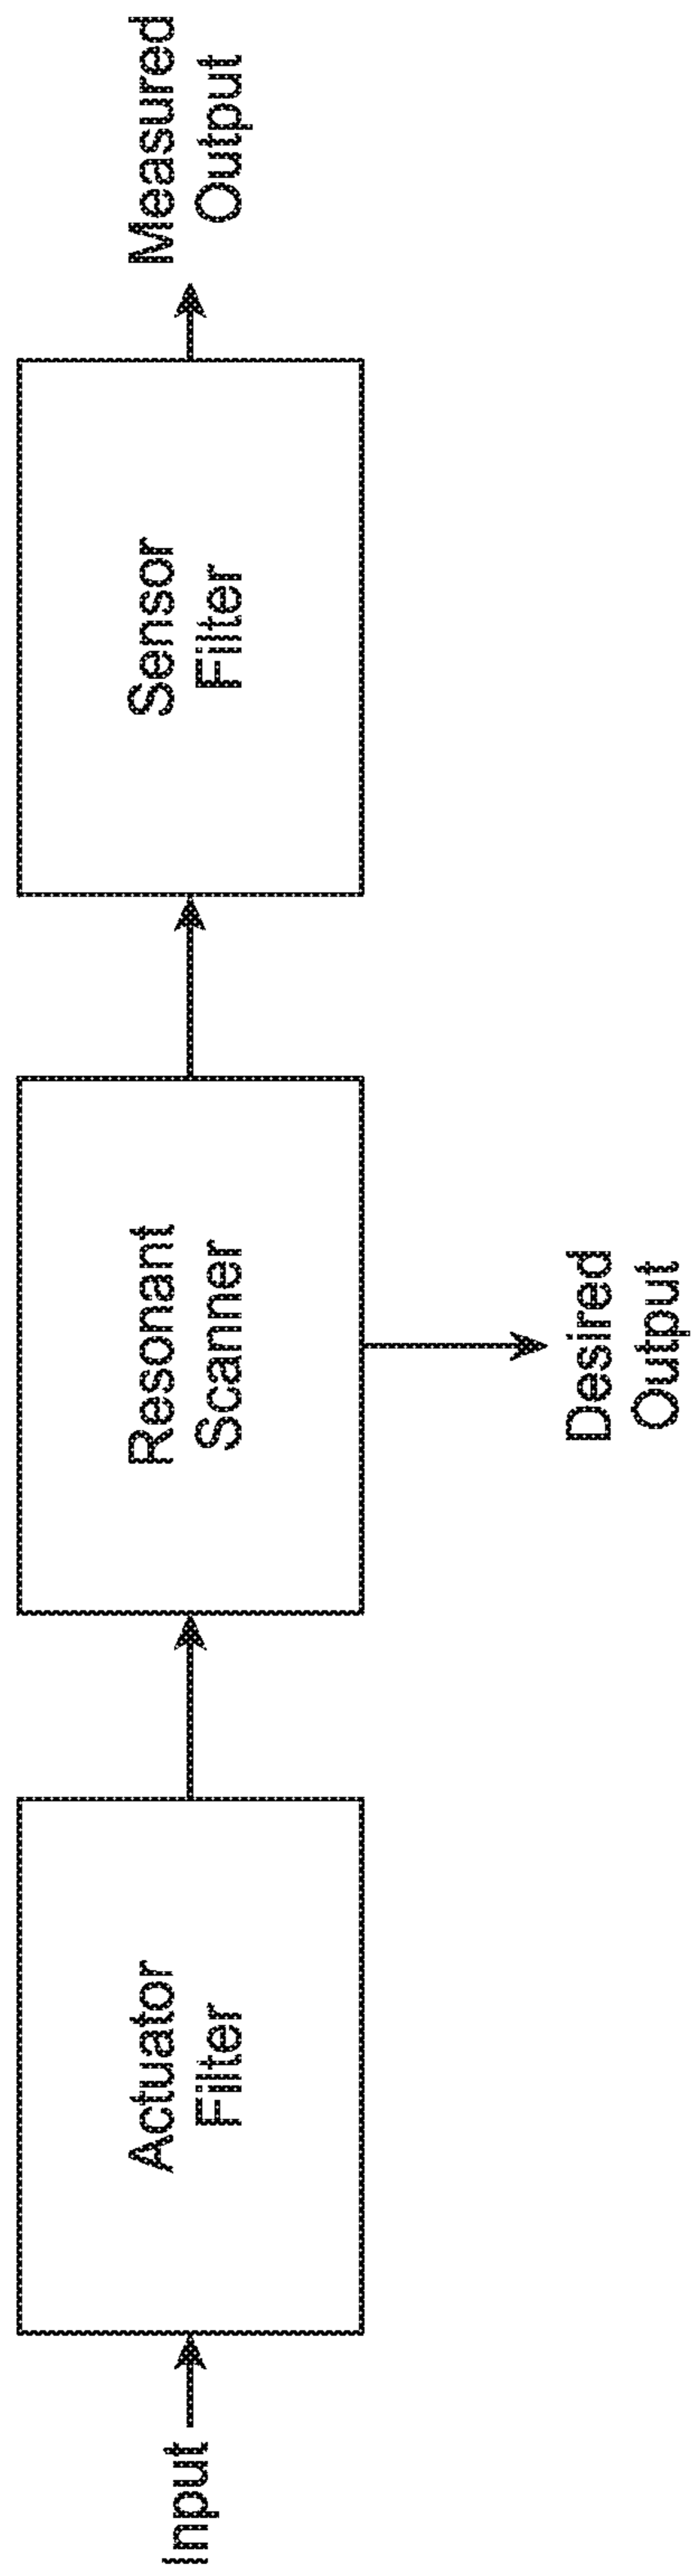 Input
Actuator
Filter
Resonant
Scanner
Desired
Output
Sensor
Filter
Measured
Output